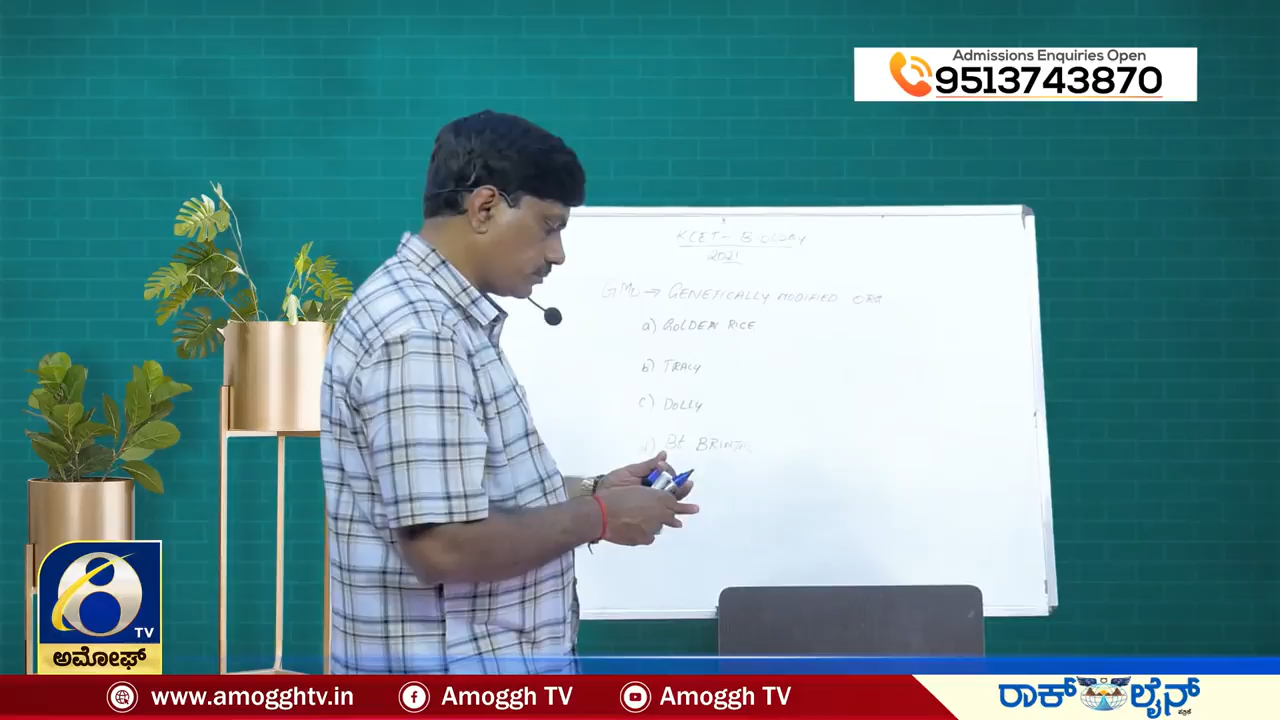 Admissions Enquiries Open
9513743870
KCET - BIOLOGY
2021
GMO → GENETICALLY MODIFIED ORG
a) GOLDEN RICE
b) TRACY
c) DOLLY
d) Bt BRINJAL
8 TV
ಅಮೋಘ್
www.amogghtv.in
Amoggh TV
Amoggh TV
ರಾಕ್ ಲೈನ್